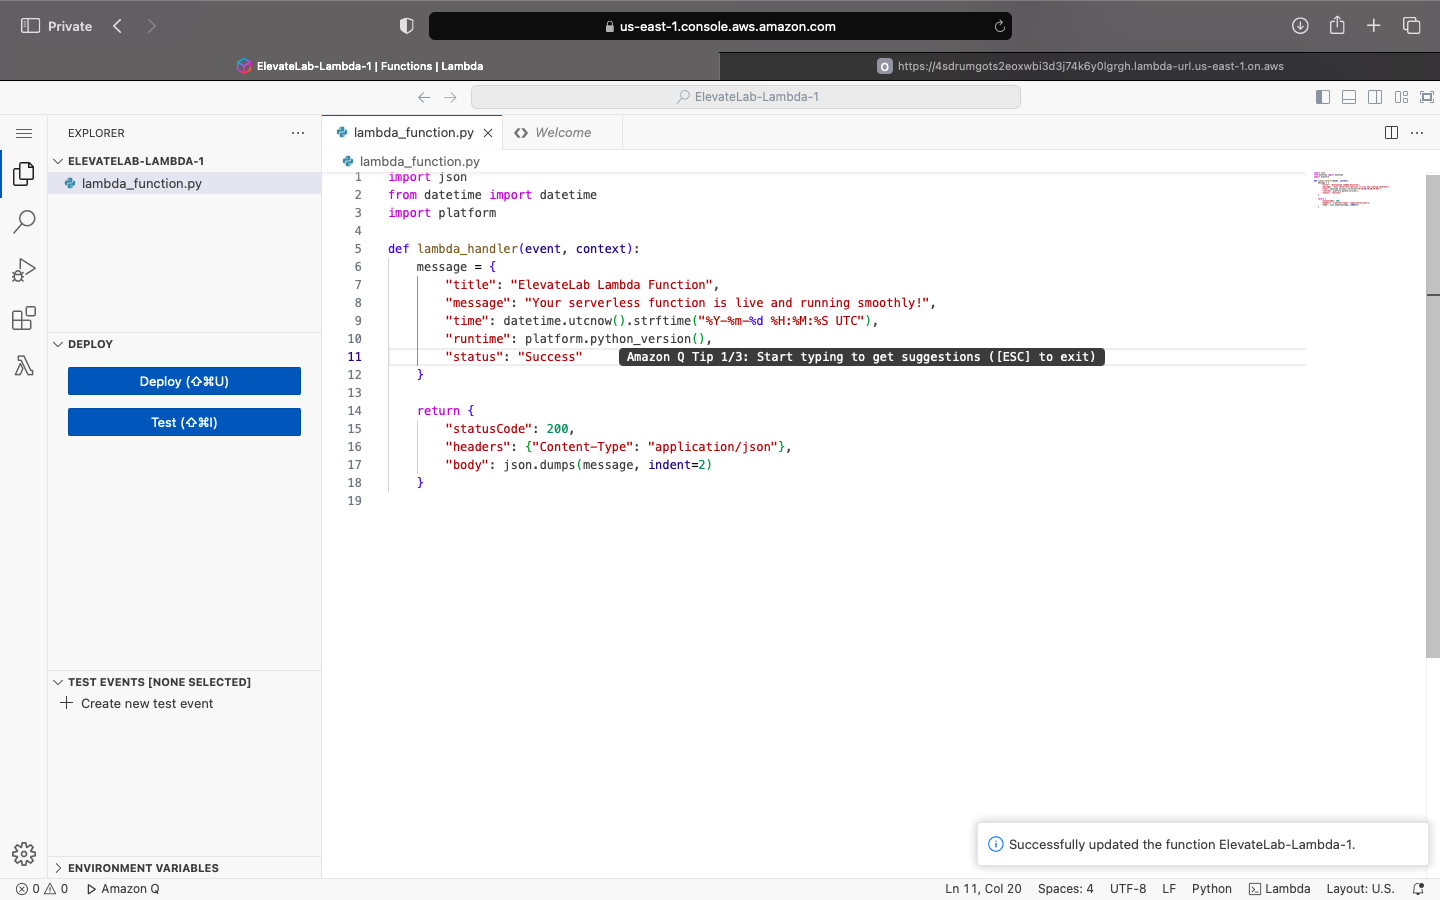 Private
us-east-1.console.aws.amazon.com
ElevateLab-Lambda-1 | Functions | Lambda
https://4sdrumgots2eoxwbi3d3j74k6y0lgrgh.lambda-url.us-east-1.on.aws
ElevateLab-Lambda-1
EXPLORER
ELEVATELAB-LAMBDA-1
lambda_function.py
DEPLOY
Deploy (⇧⌘U)
Test (⇧⌘I)
TEST EVENTS [NONE SELECTED]
Create new test event
ENVIRONMENT VARIABLES
lambda_function.py
Welcome
lambda_function.py
1 import json
2 from datetime import datetime
3 import platform
4
5 def lambda_handler(event, context):
6 message = {
7 "title": "ElevateLab Lambda Function",
8 "message": "Your serverless function is live and running smoothly!",
9 "time": datetime.utcnow().strftime("%Y-%m-%d %H:%M:%S UTC"),
10 "runtime": platform.python_version(),
11 "status": "Success" Amazon Q Tip 1/3: Start typing to get suggestions ([ESC] to exit)
12 }
13
14 return {
15 "statusCode": 200,
16 "headers": {"Content-Type": "application/json"},
17 "body": json.dumps(message, indent=2)
18 }
19
Successfully updated the function ElevateLab-Lambda-1.
0 0 Amazon Q
Ln 11, Col 20 Spaces: 4 UTF-8 LF Python Lambda Layout: U.S.